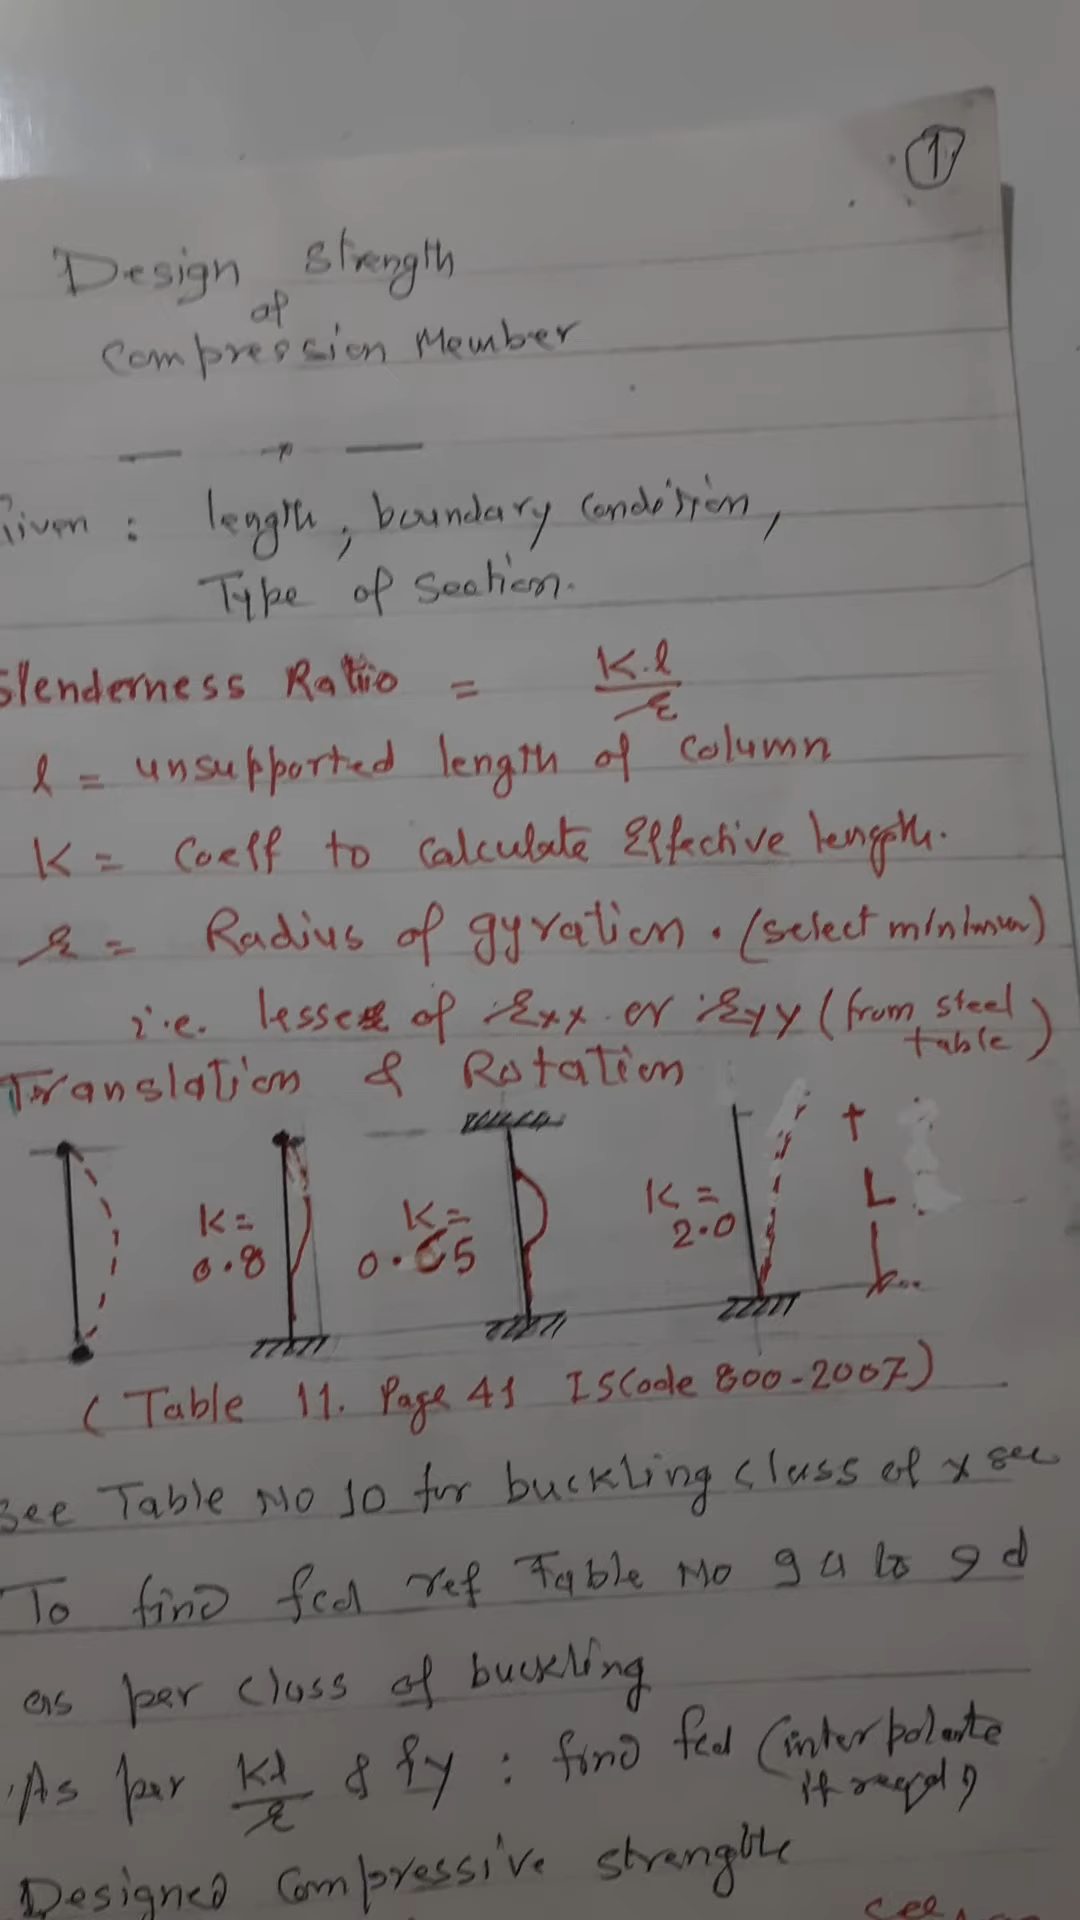 1
Design strength
of
Compression Member
Given : length, boundary Condition,
Type of Section.
Slenderness Ratio = K.l / r
l = unsupported length of column
K = Coeff to Calculate Effective length.
r = Radius of gyration. (select minimum)
i.e. lesser of rxx or ryy (from steel table)
Translation & Rotation
K = 0.8 K = 0.65 K = 2.0
(Table 11. Page 41 IS Code 800-2007)
See Table No 10 for buckling class of x sec
To find fcd ref Table No 9a to 9d
as per class of buckling
As per Kl / r & fy : find fcd (interpolate if reqd)
Designed Compressive strength